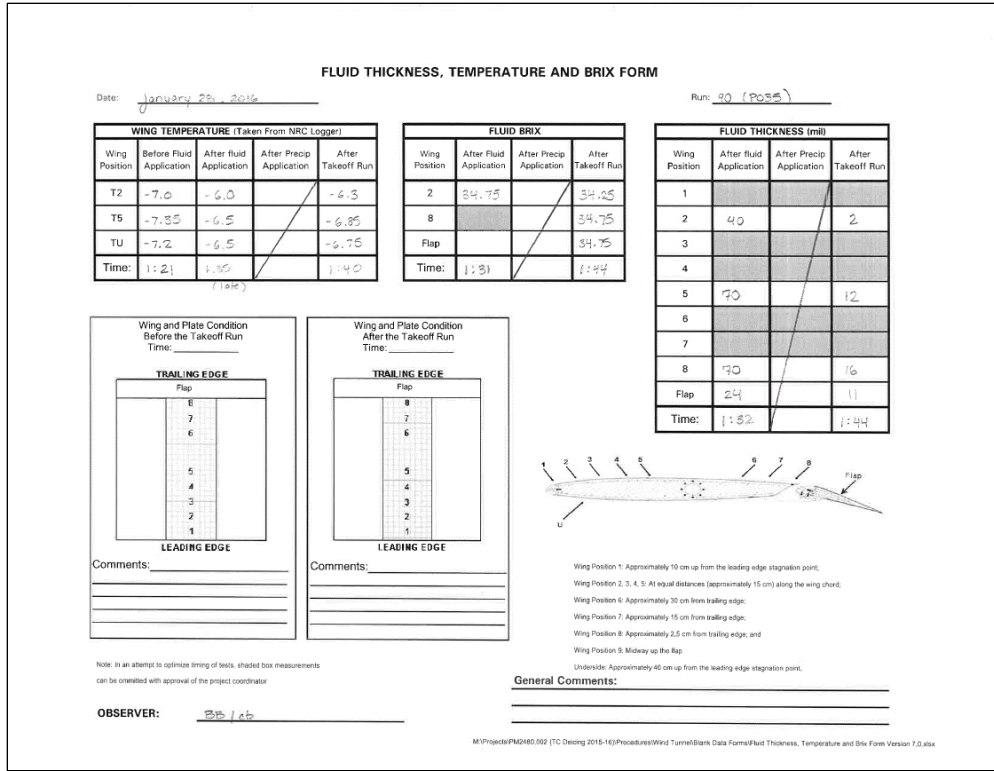 FLUID THICKNESS, TEMPERATURE AND BRIX FORM
Date: January 28, 2016 Run: 90 (P035)
WING TEMPERATURE (Taken From NRC Logger)
Wing Position Before Fluid Application After fluid Application After Precip Application After Takeoff Run
T2 -7.0 -6.0 -6.3
T5 -7.35 -6.5 -6.85
TU -7.2 -6.5 -6.75
Time: 1:21 1:35 1:40
(late)
FLUID BRIX
Wing Position After Fluid Application After Precip Application After Takeoff Run
2 34.75 34.25
8 34.75
Flap 34.75
Time: 1:31 1:44
FLUID THICKNESS (mil)
Wing Position After fluid Application After Precip Application After Takeoff Run
1
2 40 2
3
4
5 70 12
6
7
8 70 16
Flap 24 11
Time: 1:32 1:44
Wing and Plate Condition
Before the Takeoff Run
Time:
TRAILING EDGE
Flap
8
7
6
5
4
3
2
1
LEADING EDGE
Comments:
Wing and Plate Condition
After the Takeoff Run
Time:
TRAILING EDGE
Flap
8
7
6
5
4
3
2
1
LEADING EDGE
Comments:
1 2 3 4 5 6 7 8
Flap
U
Wing Position 1: Approximately 10 cm up from the leading edge stagnation point;
Wing Position 2, 3, 4, 5: At equal distances (approximately 15 cm) along the wing chord;
Wing Position 6: Approximately 30 cm from trailing edge;
Wing Position 7: Approximately 15 cm from trailing edge;
Wing Position 8: Approximately 2.5 cm from trailing edge; and
Wing Position 9: Midway up the flap
Underside: Approximately 40 cm up from the leading edge stagnation point.
Note: In an attempt to optimize timing of tests, shaded box measurements
can be ommitted with approval of the project coordinator
General Comments:
OBSERVER: BB / cb
M:\Projects\PM2480.002 (TC Deicing 2015-16)\Procedures\Wind Tunnel\Blank Data Forms\Fluid Thickness, Temperature and Brix Form Version 7.0.xlsx